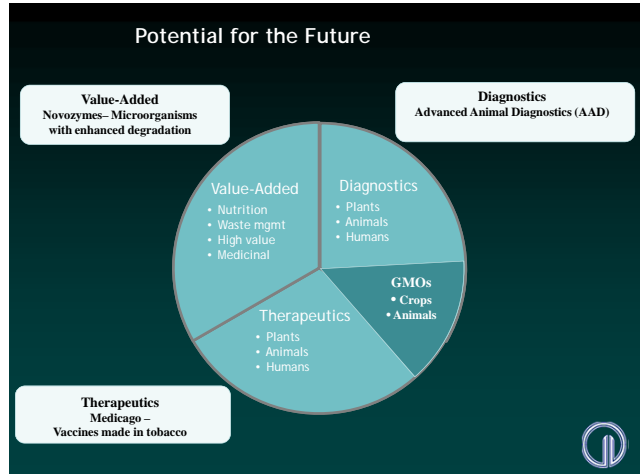 Potential for the Future
Value-Added
Novozymes– Microorganisms
with enhanced degradation
Diagnostics
Advanced Animal Diagnostics (AAD)
Value-Added
• Nutrition
• Waste mgmt
• High value
• Medicinal
Diagnostics
• Plants
• Animals
• Humans
GMOs
• Crops
• Animals
Therapeutics
• Plants
• Animals
• Humans
Therapeutics
Medicago –
Vaccines made in tobacco